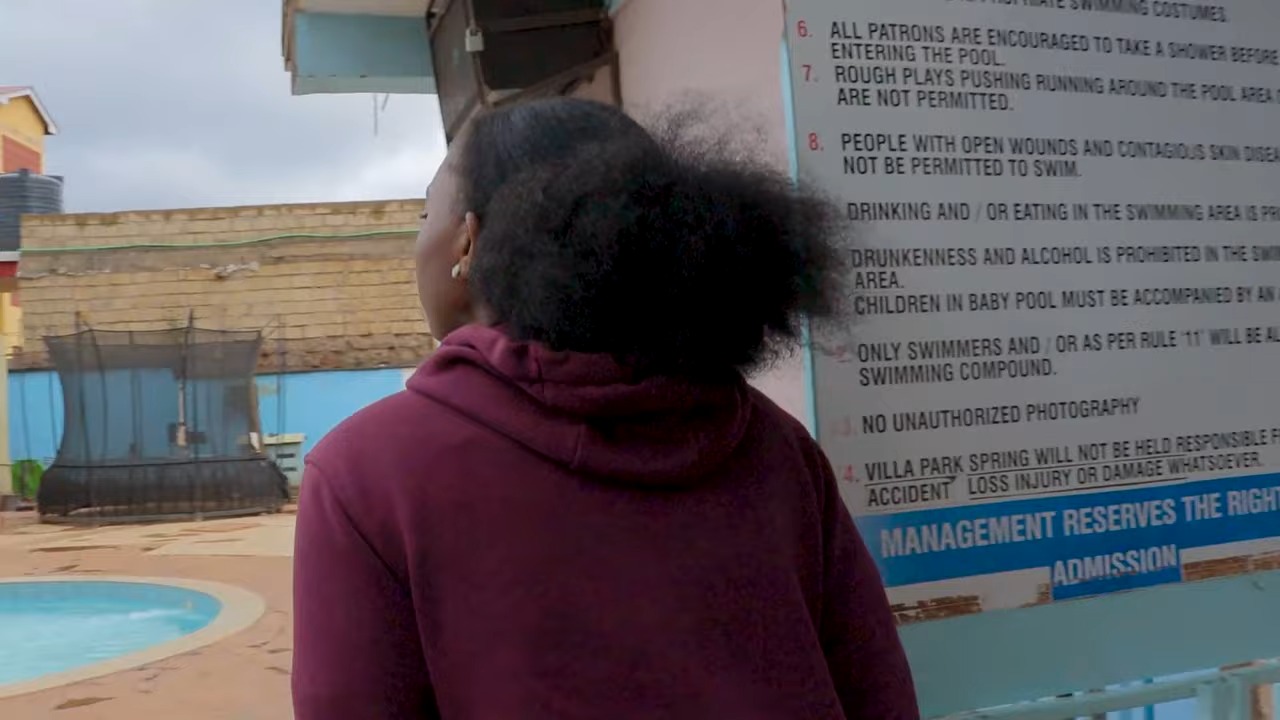 SWIMMING COSTUMES.
6. ALL PATRONS ARE ENCOURAGED TO TAKE A SHOWER BEFORE
ENTERING THE POOL.
7. ROUGH PLAYS PUSHING RUNNING AROUND THE POOL AREA
ARE NOT PERMITTED.
8. PEOPLE WITH OPEN WOUNDS AND CONTAGIOUS SKIN
NOT BE PERMITTED TO SWIM.
DRINKING AND / OR EATING IN THE SWIMMING AREA IS
DRUNKENNESS AND ALCOHOL IS PROHIBITED IN THE
AREA.
CHILDREN IN BABY POOL MUST BE ACCOMPANIED BY AN
ONLY SWIMMERS AND / OR AS PER RULE '11' WILL BE
SWIMMING COMPOUND.
NO UNAUTHORIZED PHOTOGRAPHY
4. VILLA PARK SPRING WILL NOT BE HELD RESPONSIBLE
ACCIDENT LOSS INJURY OR DAMAGE WHATSOEVER.
MANAGEMENT RESERVES THE RIGHT
ADMISSION